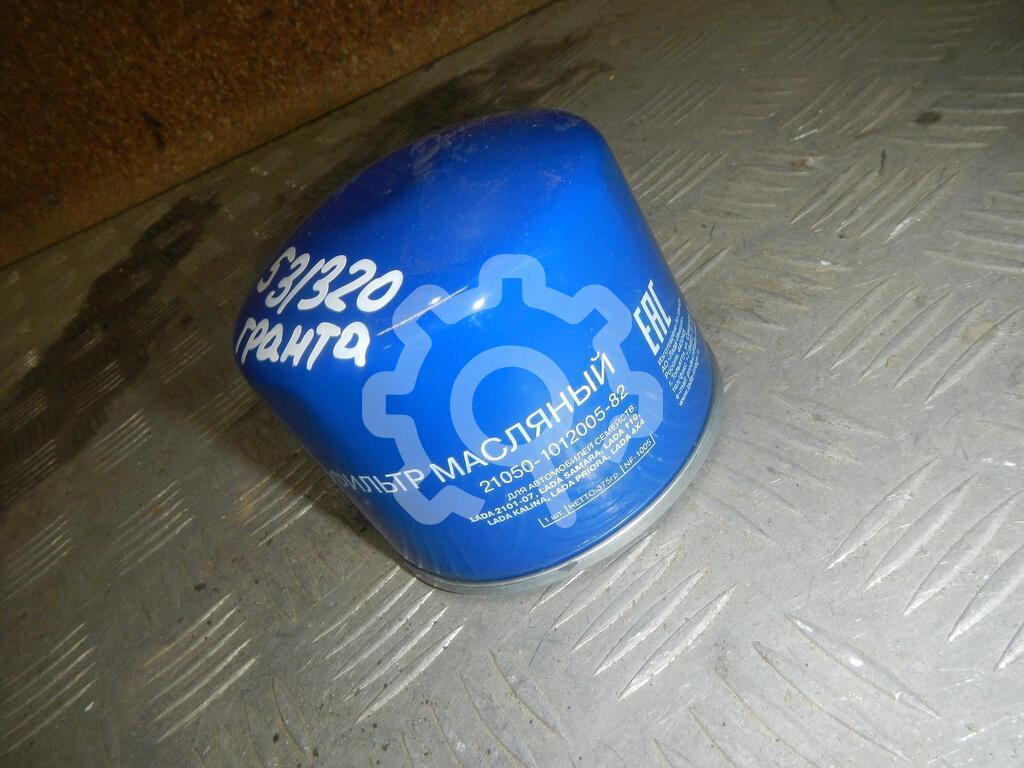 53/320
гранта
ФИЛЬТР МАСЛЯНЫЙ
21050-1012005-82
ДЛЯ АВТОМОБИЛЕЙ СЕМЕЙСТВ:
LADA 2101-07, LADA SAMARA, LADA 110,
LADA KALINA, LADA PRIORA, LADA 4X4
1 шт. НЕТТО:375гр. NF-1005
EAC